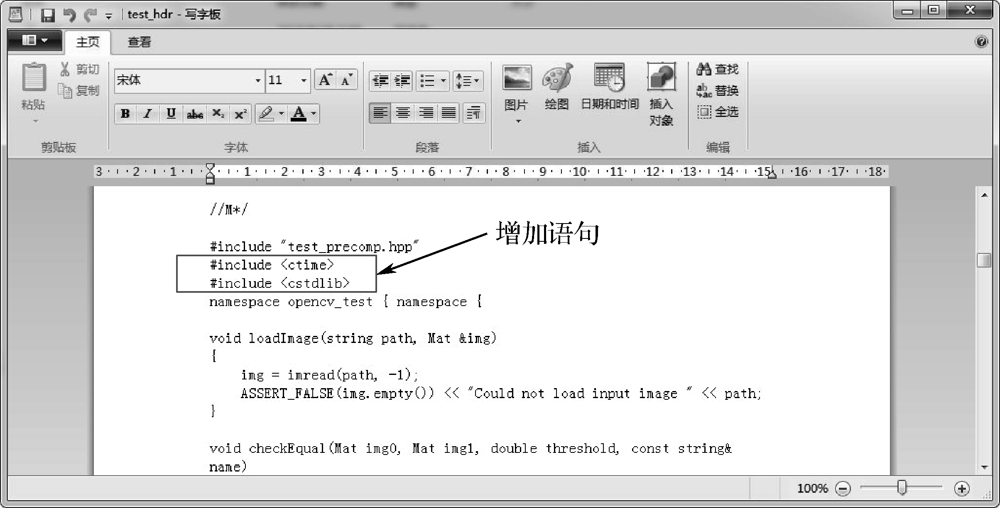 test_hdr - 写字板
主页 查看
粘贴 剪切 复制
剪贴板
宋体 11 A A
B I U abc X₂ X² A
字体
段落
图片 绘图 日期和时间 插入对象
插入
查找
ab ac 替换
全选
编辑
3 2 1 1 2 3 4 5 6 7 8 9 10 11 12 13 14 15 16 17 18
//M*/
增加语句
#include "test_precomp.hpp"
#include <ctime>
#include <cstdlib>
namespace opencv_test { namespace {
void loadImage(string path, Mat &img)
{
    img = imread(path, -1);
    ASSERT_FALSE(img.empty()) << "Could not load input image " << path;
}
void checkEqual(Mat img0, Mat img1, double threshold, const string&
name)
100%